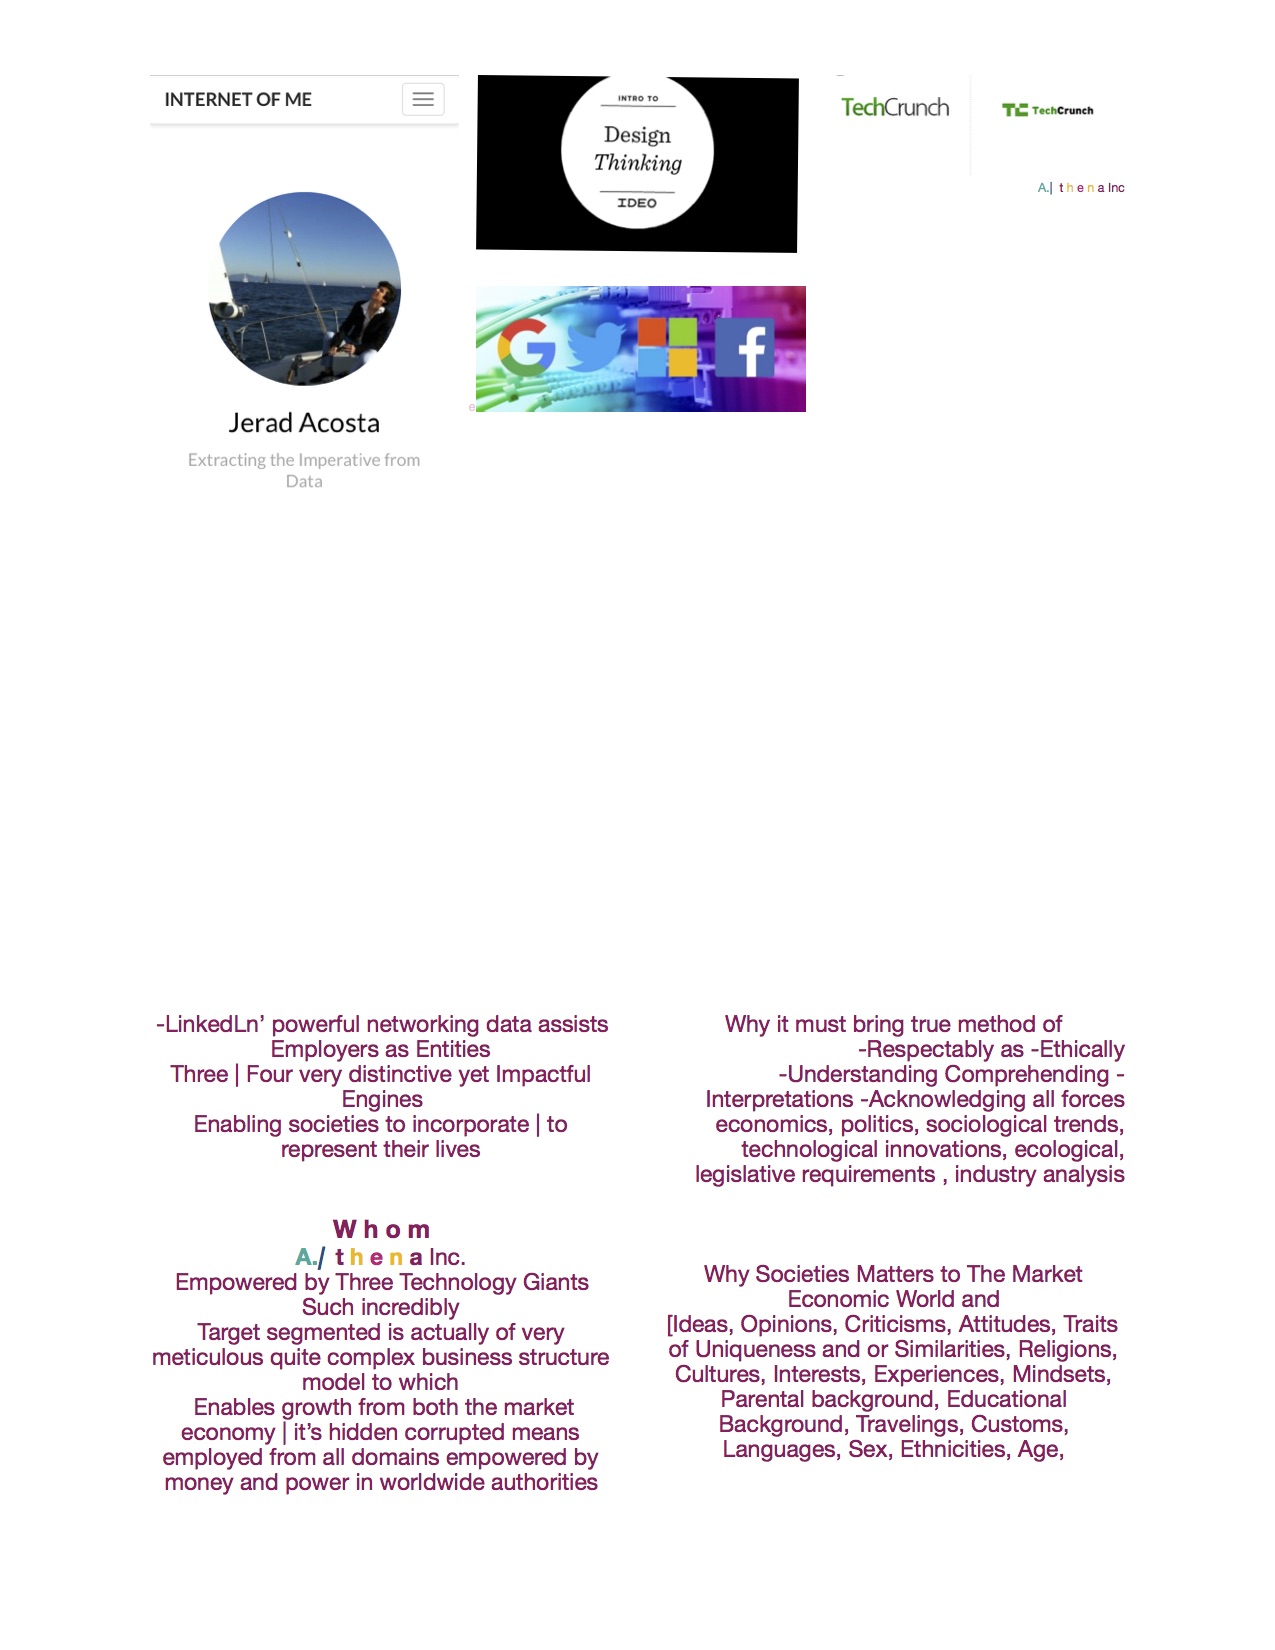 INTERNET OF ME
Jerad Acosta
Extracting the Imperative from
Data
INTRO TO
Design
Thinking
IDEO
e
TechCrunch
TC TechCrunch
A./ t h e n a Inc
-LinkedLn’ powerful networking data assists
Employers as Entities
Three | Four very distinctive yet Impactful
Engines
Enabling societies to incorporate | to
represent their lives
W h o m
A./ t h e n a Inc.
Empowered by Three Technology Giants
Such incredibly
Target segmented is actually of very
meticulous quite complex business structure
model to which
Enables growth from both the market
economy | it’s hidden corrupted means
employed from all domains empowered by
money and power in worldwide authorities
Why it must bring true method of
-Respectably as -Ethically
-Understanding Comprehending -
Interpretations -Acknowledging all forces
economics, politics, sociological trends,
technological innovations, ecological,
legislative requirements , industry analysis
Why Societies Matters to The Market
Economic World and
[Ideas, Opinions, Criticisms, Attitudes, Traits
of Uniqueness and or Similarities, Religions,
Cultures, Interests, Experiences, Mindsets,
Parental background, Educational
Background, Travelings, Customs,
Languages, Sex, Ethnicities, Age,